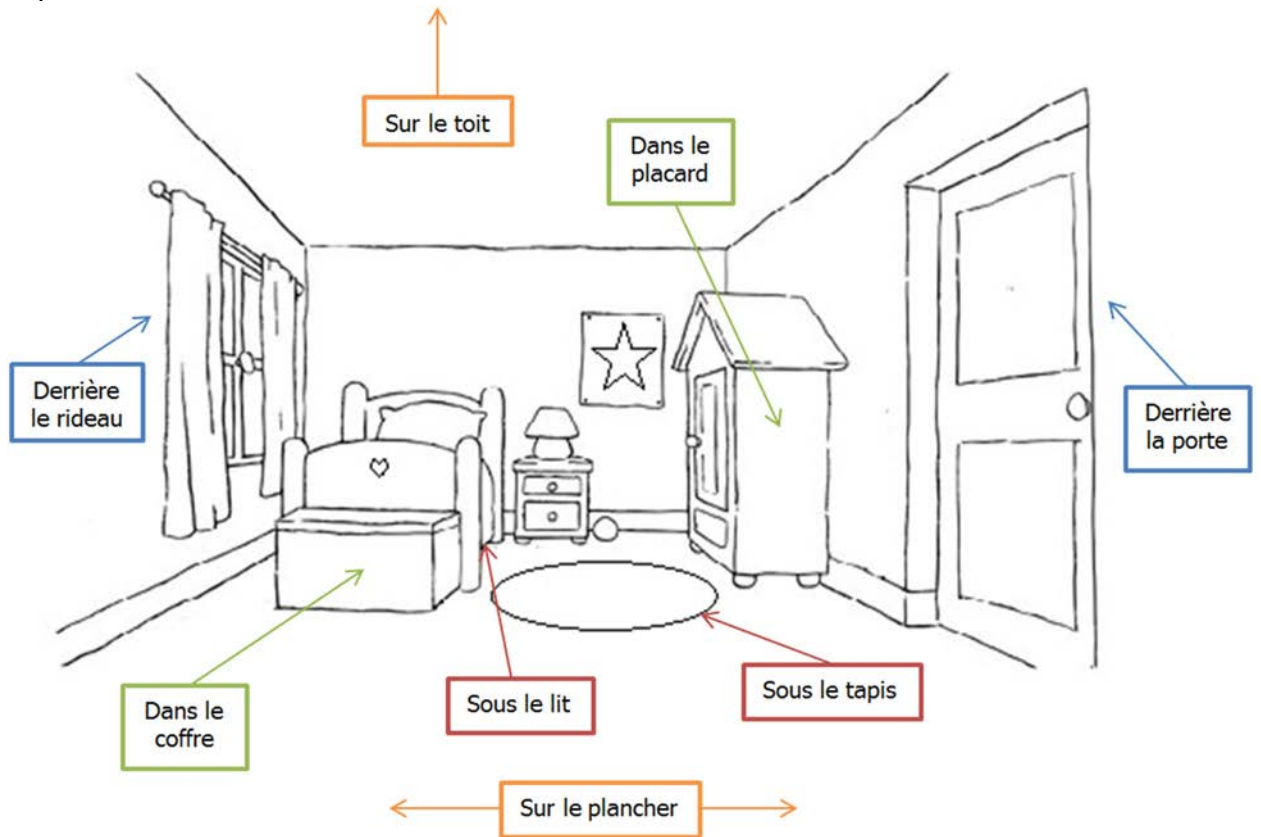 Sur le toit
Dans le
placard
Derrière
le rideau
Derrière
la porte
Dans le
coffre
Sous le lit
Sous le tapis
Sur le plancher